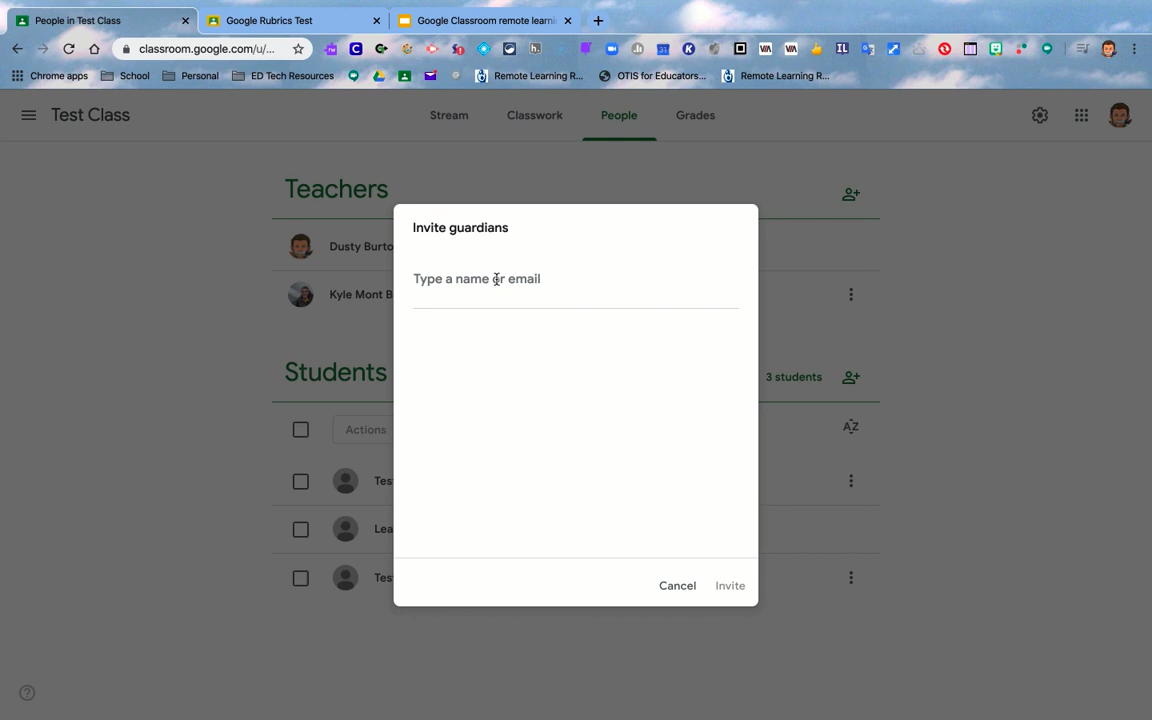 People in Test Class
Google Rubrics Test
Google Classroom remote learni
classroom.google.com/u/...
Chrome apps
School
Personal
ED Tech Resources
Remote Learning R...
OTIS for Educators...
Remote Learning R...
Test Class
Stream
Classwork
People
Grades
Teachers
Dusty Burto
Kyle Mont B
Invite guardians
Type a name or email
Cancel
Invite
Students
3 students
Actions
AZ
Tes
Lea
Tes